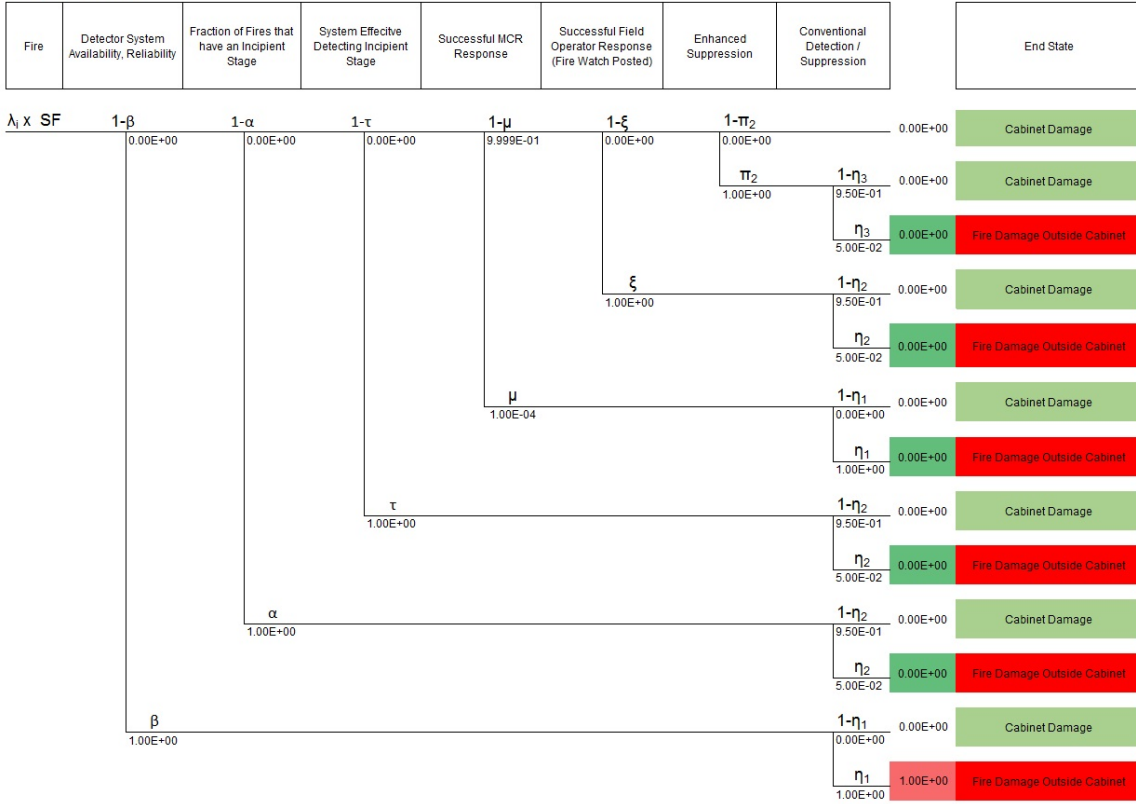 Fire
Detector System
Availability, Reliability
Fraction of Fires that
have an Incipient
Stage
System Effecitve
Detecting Incipient
Stage
Successful MCR
Response
Successful Field
Operator Response
(Fire Watch Posted)
Enhanced
Suppression
Conventional
Detection /
Suppression
End State
λi x SF
1-β
1-α
1-τ
1-μ
1-ξ
1-π2
0.00E+00
0.00E+00
0.00E+00
9.999E-01
0.00E+00
0.00E+00
0.00E+00
Cabinet Damage
π2
1.00E+00
1-η3
9.50E-01
0.00E+00
Cabinet Damage
η3
5.00E-02
0.00E+00
Fire Damage Outside Cabinet
ξ
1.00E+00
1-η2
9.50E-01
0.00E+00
Cabinet Damage
η2
5.00E-02
0.00E+00
Fire Damage Outside Cabinet
μ
1.00E-04
1-η1
0.00E+00
0.00E+00
Cabinet Damage
η1
1.00E+00
0.00E+00
Fire Damage Outside Cabinet
τ
1.00E+00
1-η2
9.50E-01
0.00E+00
Cabinet Damage
η2
5.00E-02
0.00E+00
Fire Damage Outside Cabinet
α
1.00E+00
1-η2
9.50E-01
0.00E+00
Cabinet Damage
η2
5.00E-02
0.00E+00
Fire Damage Outside Cabinet
β
1.00E+00
1-η1
0.00E+00
0.00E+00
Cabinet Damage
η1
1.00E+00
1.00E+00
Fire Damage Outside Cabinet